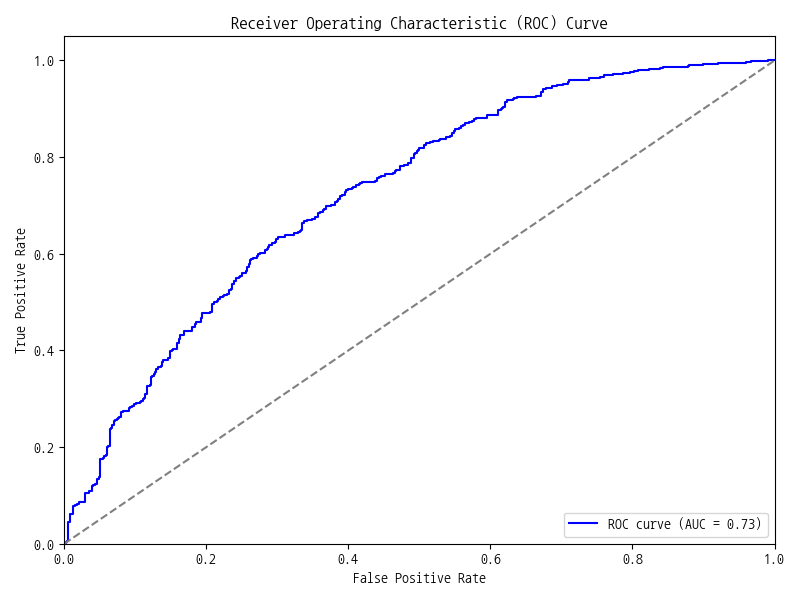 Receiver Operating Characteristic (ROC) Curve
1.0
0.8
0.6
0.4
0.2
0.0
True Positive Rate
0.0 0.2 0.4 0.6 0.8 1.0
False Positive Rate
ROC curve (AUC = 0.73)